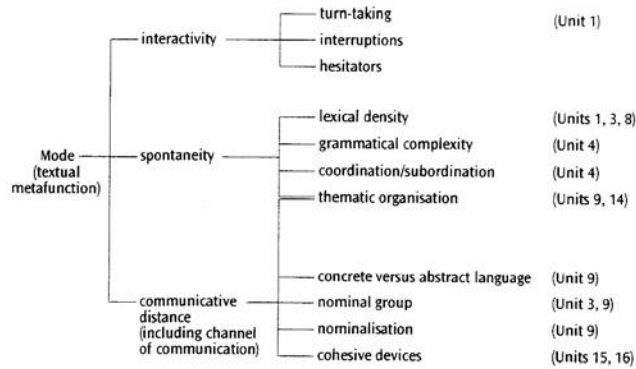 turn-taking (Unit 1)
interactivity interruptions
hesitators
lexical density (Units 1, 3, 8)
grammatical complexity (Unit 4)
Mode spontaneity coordination/subordination (Unit 4)
(textual
metafunction)
thematic organisation (Units 9, 14)
concrete versus abstract language (Unit 9)
communicative nominal group (Unit 3, 9)
distance
(including channel nominalisation (Unit 9)
of communication) cohesive devices (Units 15, 16)